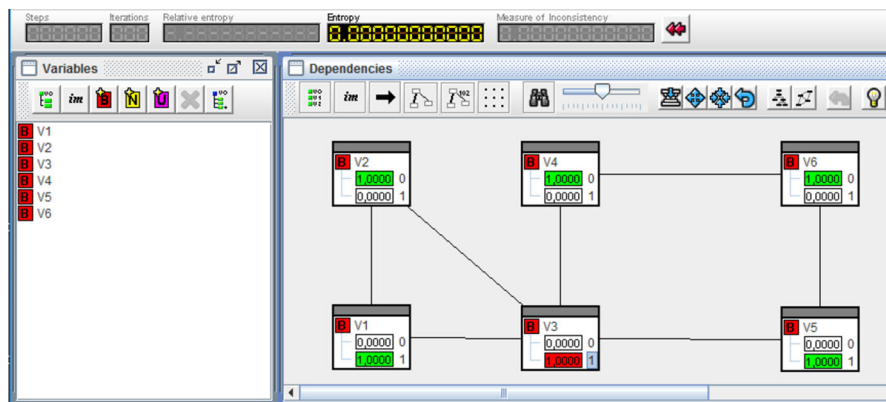 Steps Iterations Relative entropy Entropy Measure of Inconsistency
Variables
Dependencies
im
B N U
im
B V1
B V2
B V3
B V4
B V5
B V6
B V2
1,0000 0
0,0000 1
B V4
1,0000 0
0,0000 1
B V6
1,0000 0
0,0000 1
B V1
0,0000 0
1,0000 1
B V3
0,0000 0
1,0000 1
B V5
0,0000 0
1,0000 1